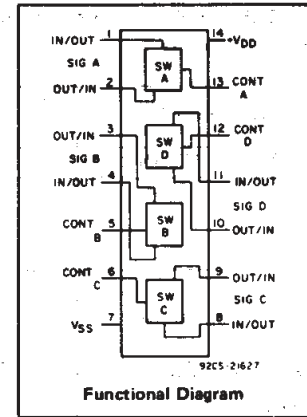 1 14
IN/OUT +VDD
SIG A
SW A
2 13 CONT A
OUT/IN
3 12 CONT D
OUT/IN
SW D
SIG B
4 11
IN/OUT IN/OUT
SIG D
CONT B 5
SW B
10
OUT/IN
CONT C 6
9 OUT/IN
SW C
SIG C
VSS 7
8 IN/OUT
92CS-21627
Functional Diagram